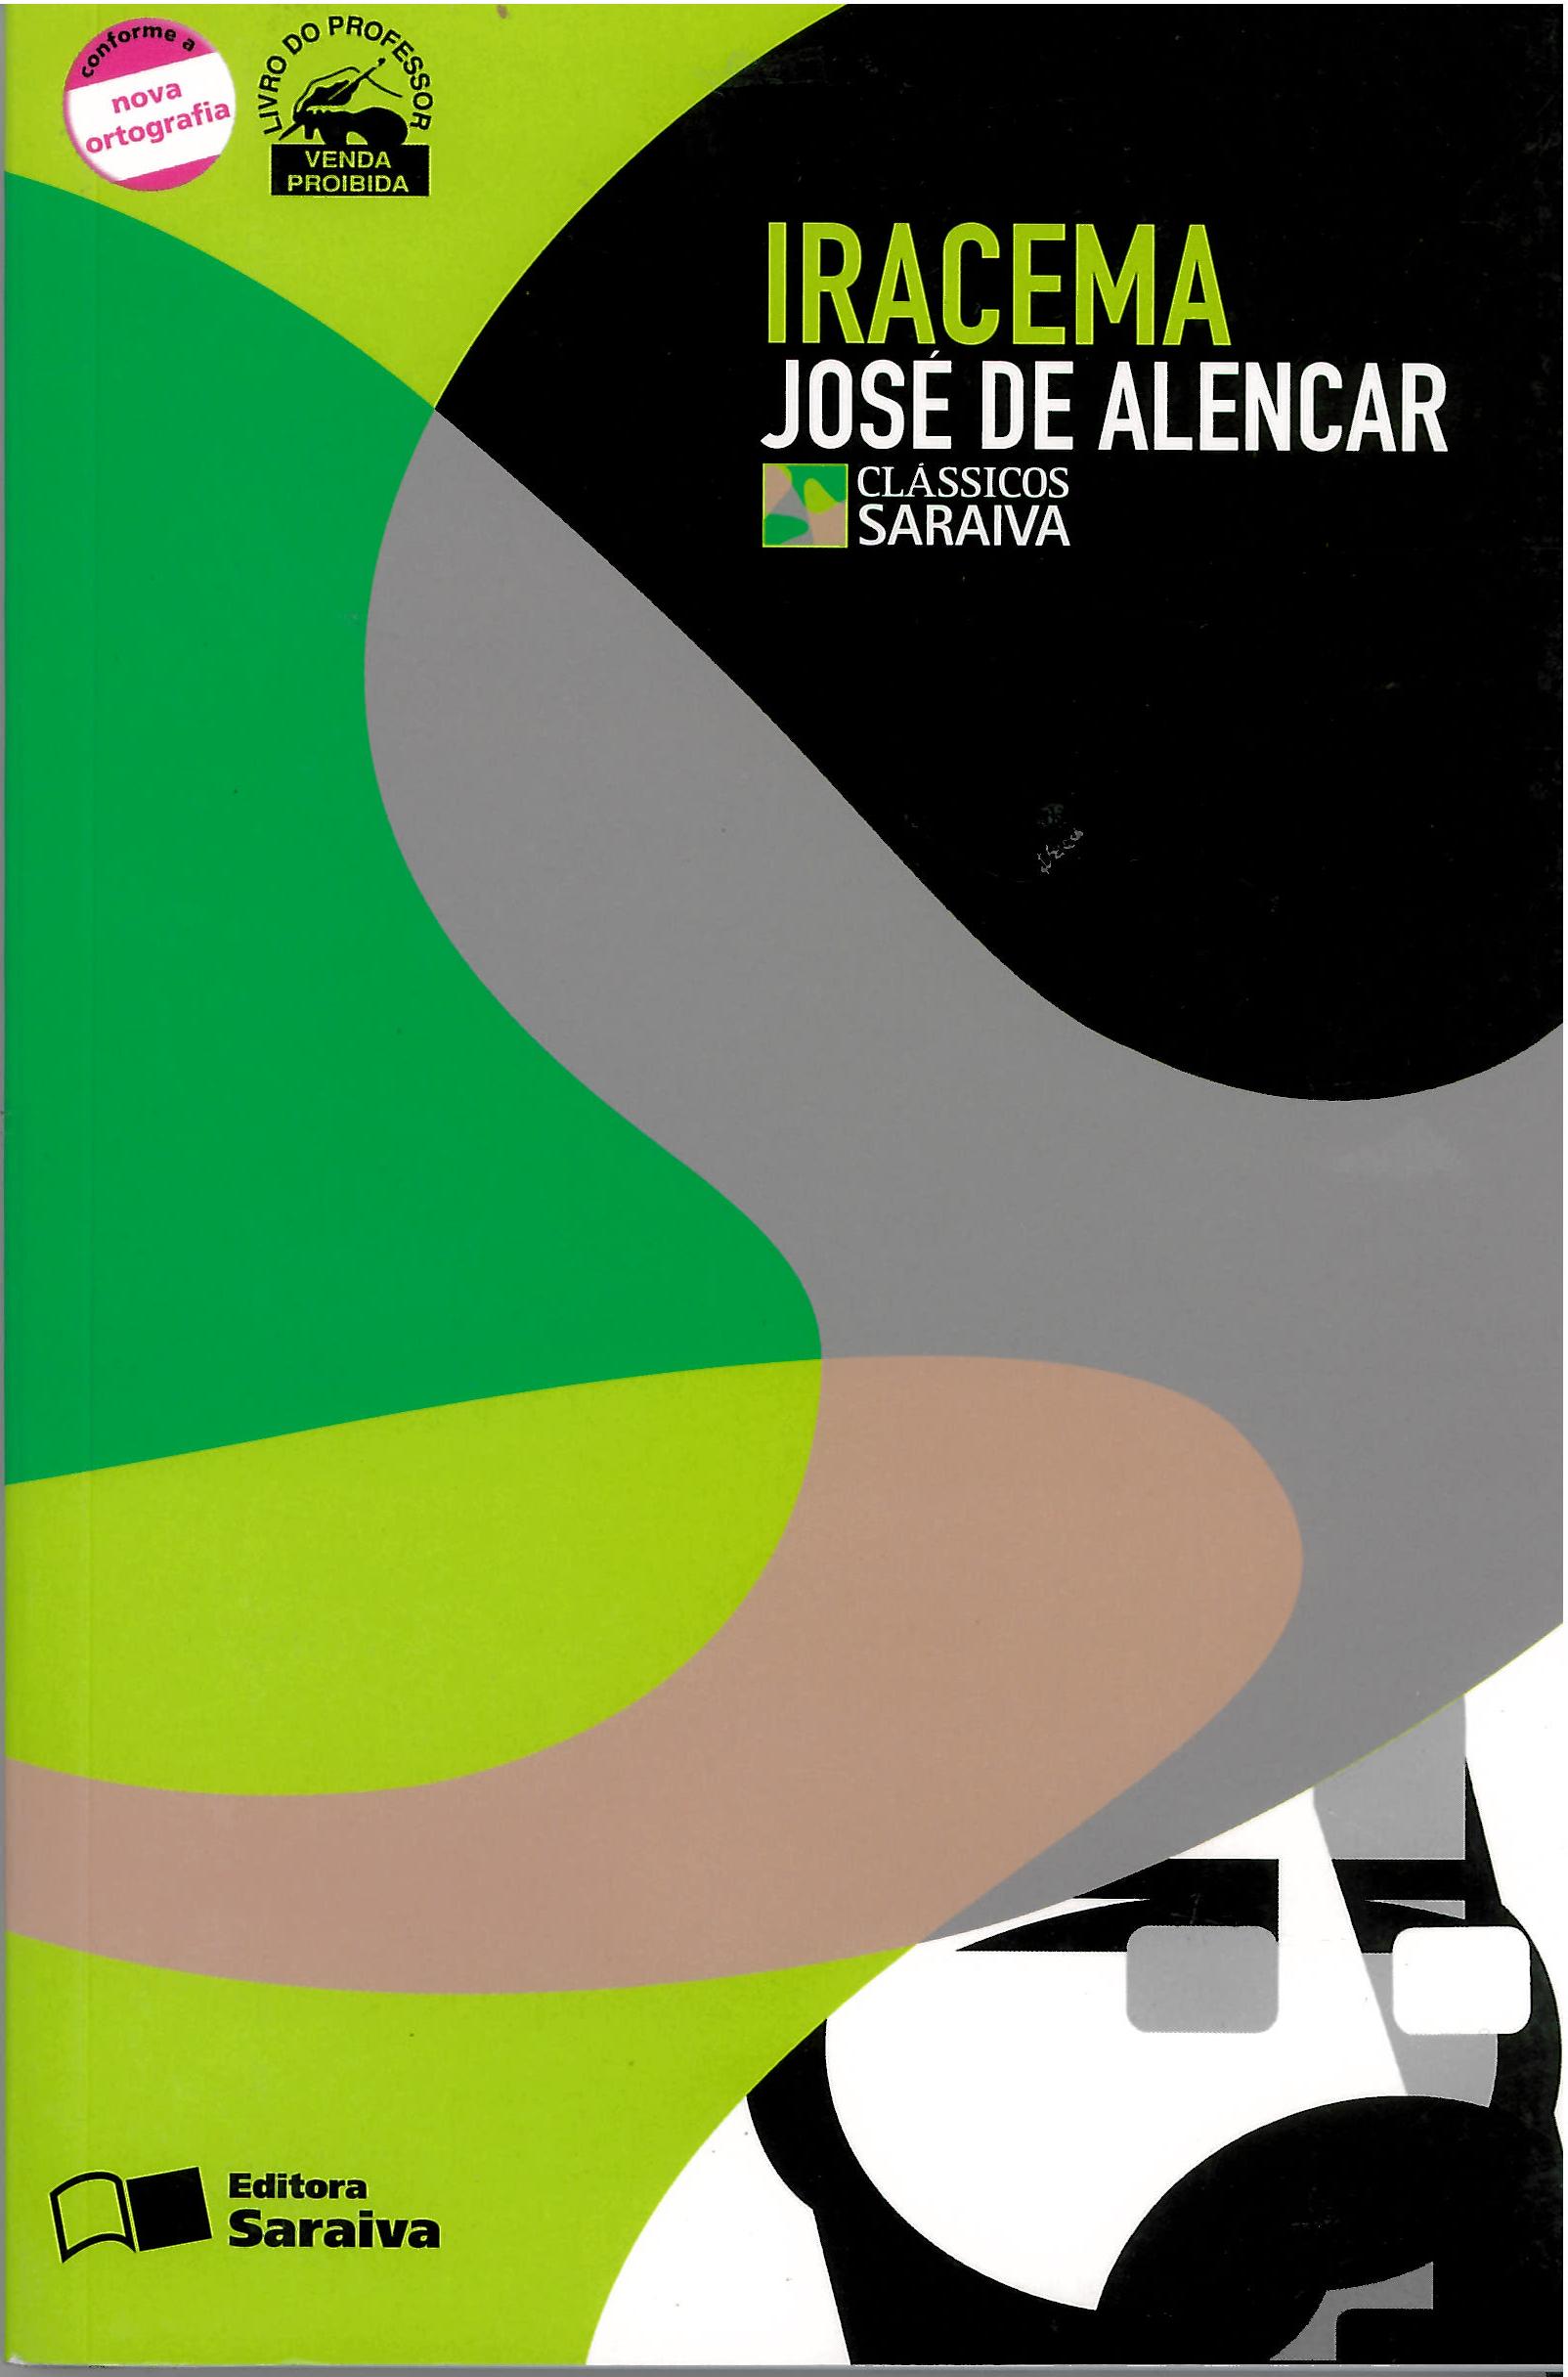 conforme a
nova
ortografia
LIVRO DO PROFESSOR
VENDA
PROIBIDA
IRACEMA
JOSÉ DE ALENCAR
CLÁSSICOS
SARAIVA
Editora
Saraiva